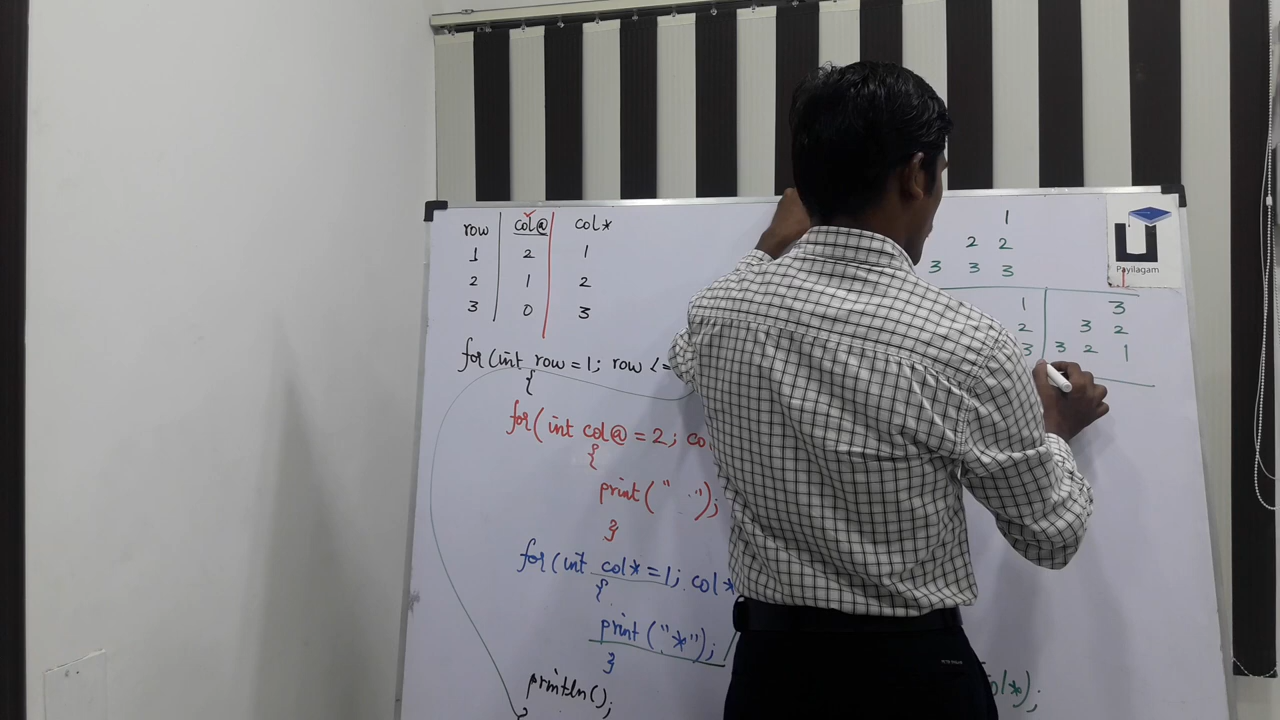 row col@ col*
1 2 1
2 1 2
3 0 3
for(int row = 1; row <=
{
for( int col@ = 2; co
{
print( " . ");
}
for(int col* = 1; col*
{
print ("*");
}
println();
1
2 2
3 3 3
1
2
3
3
3 2
3 2 1
ol*);
U
Payilagam